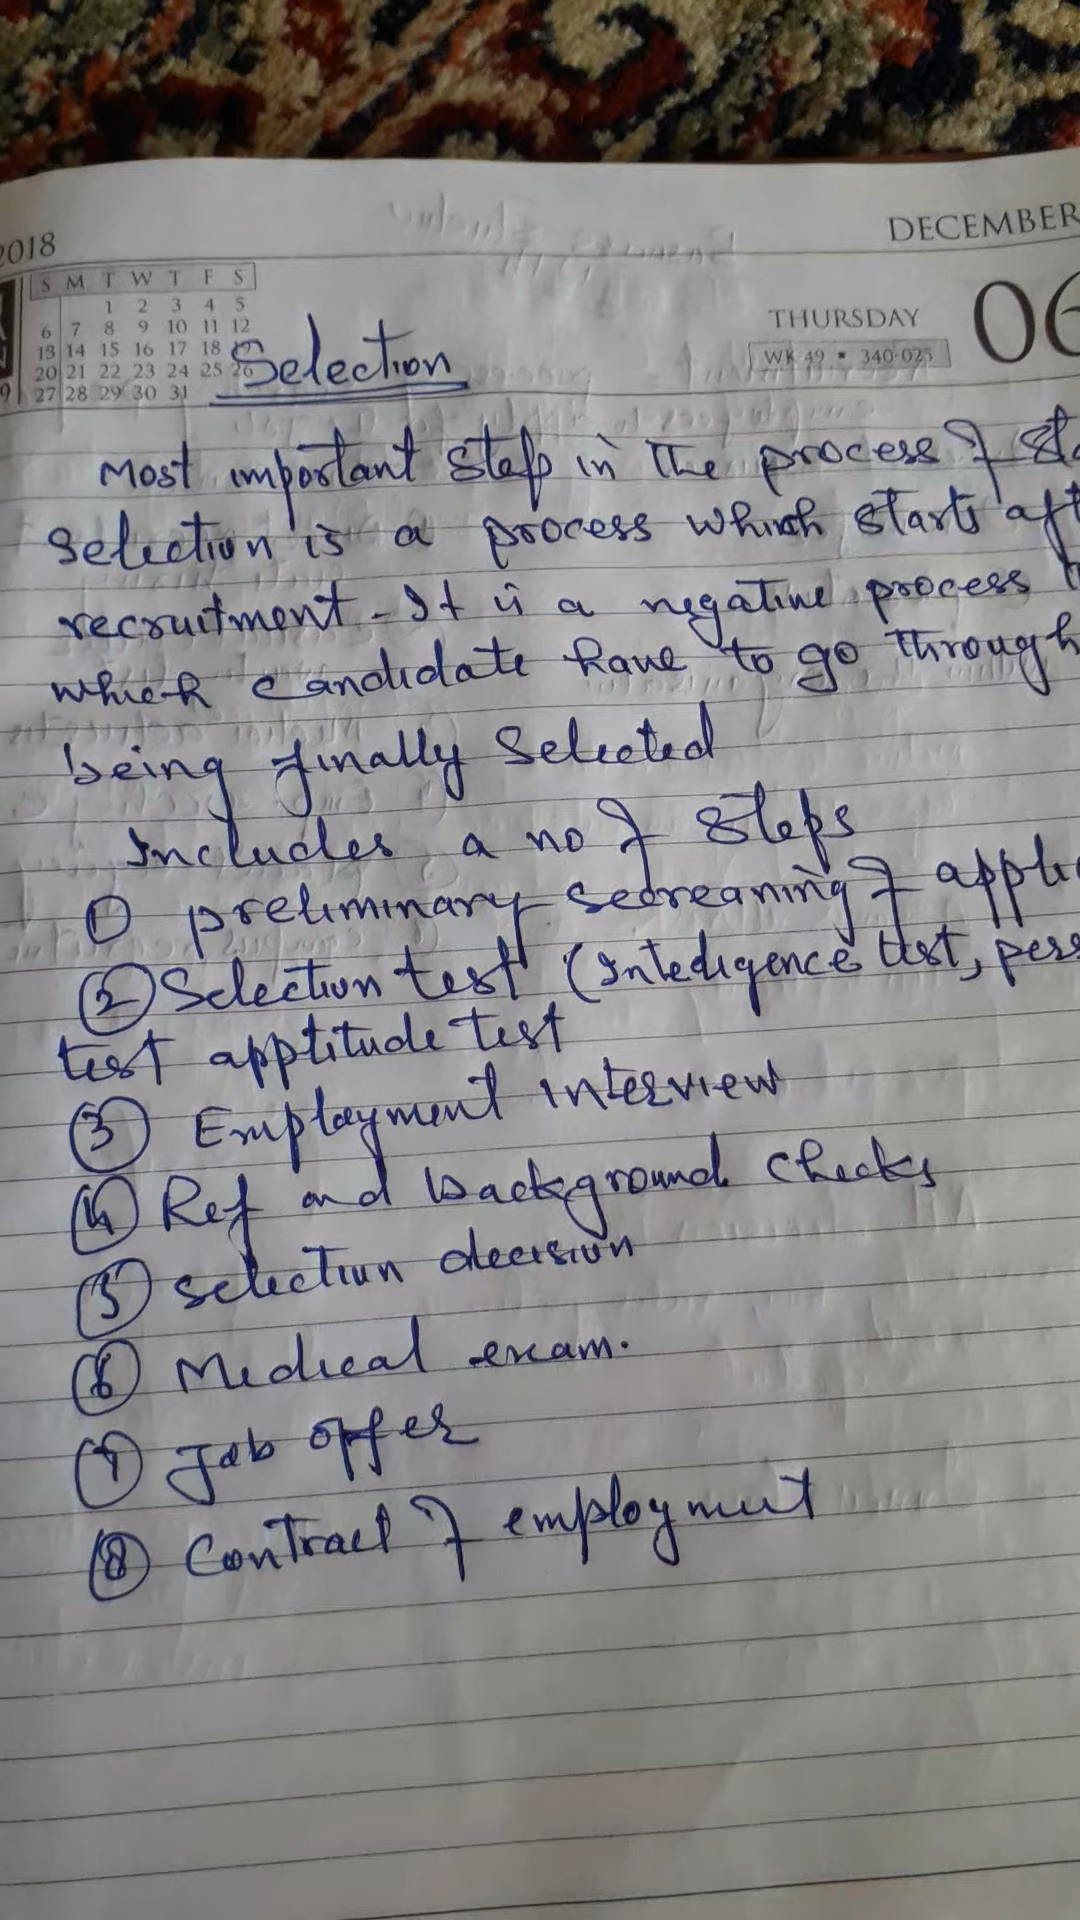 2018
DECEMBER
S M T W T F S
1 2 3 4 5
6 7 8 9 10 11 12
13 14 15 16 17 18
20 21 22 23 24 25 26
27 28 29 30 31
THURSDAY
06
WK 49 • 340-025
Selection
Most important step in the process of
Selection is a process which starts aft
recruitment - It is a negative process
which candidate have to go through
being finally Selected
Includes a no of steps
① preliminary secreaning of appli
② Selection test (Intedigence test, pers
test apptitude test
③ Employment interview
④ Ref and background checks
⑤ Selection decision
⑥ Medical exam.
⑦ Job offer
⑧ Contract of employment